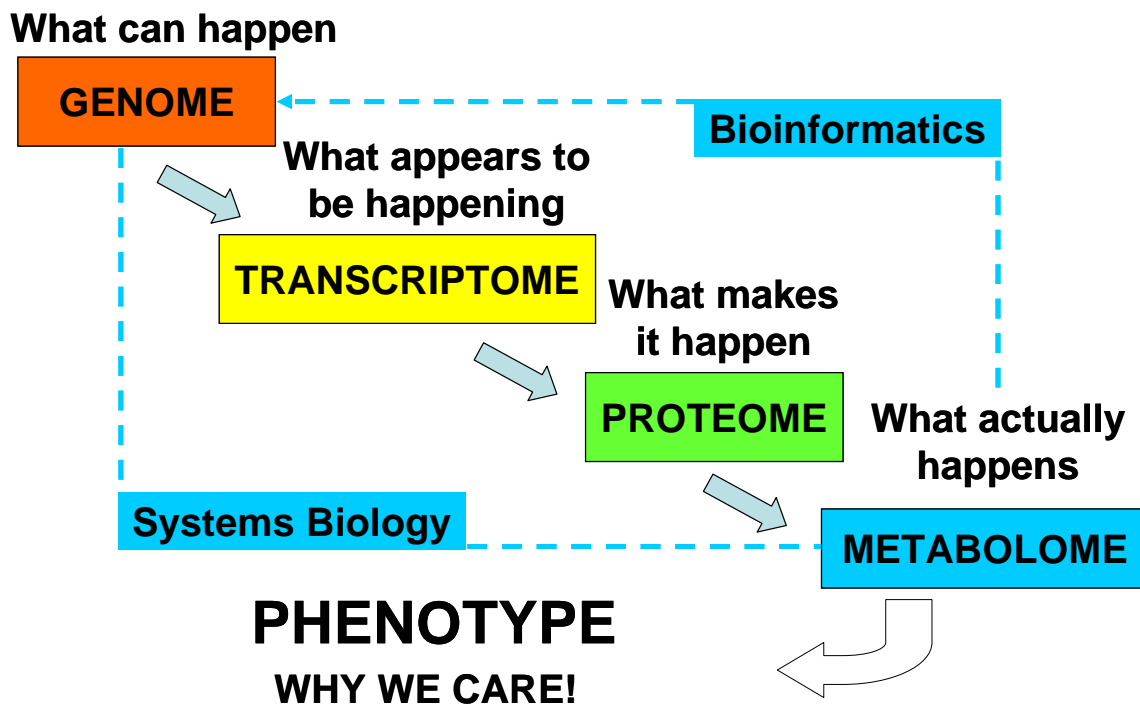 What can happen
GENOME
Bioinformatics
What appears to
be happening
TRANSCRIPTOME
What makes
it happen
PROTEOME
What actually
happens
Systems Biology
METABOLOME
PHENOTYPE
WHY WE CARE!